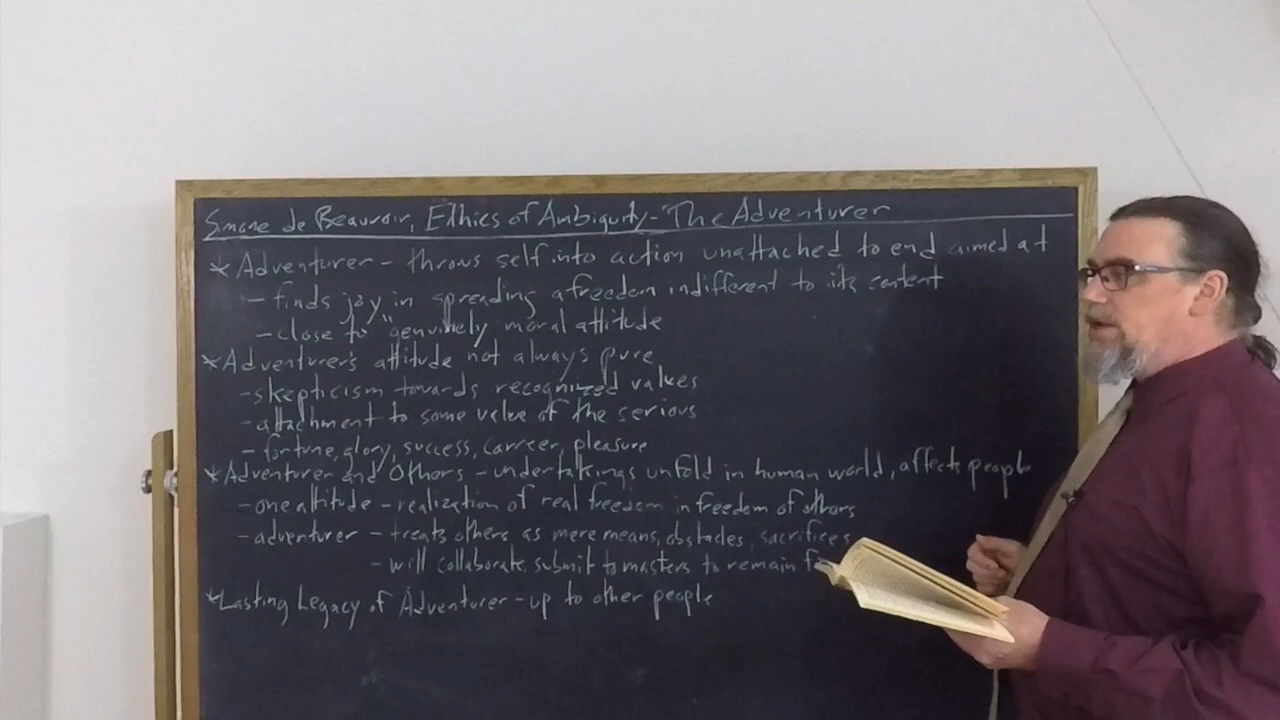 Simone de Beauvoir, Ethics of Ambiguity - "The Adventurer
* Adventurer - throws self into action unattached to end aimed at
- finds joy in spreading a freedom indifferent to its content
- close to "genuinely moral attitude
* Adventurer's attitude not always pure
- skepticism towards recognized values
- attachment to some value of the serious
- fortune, glory, success, carreer, pleasure
* Adventurer and Others - undertakings unfold in human world, affects people
- one attitude - realization of real freedom in freedom of others
- adventurer - treats others as mere means, obstacles, sacrifices
- will collaborate, submit to masters to remain
* Lasting Legacy of Adventurer - up to other people